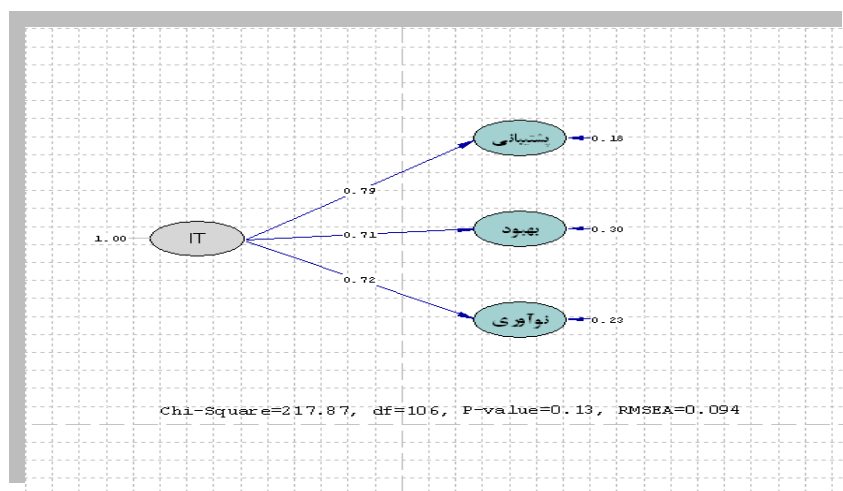 پشتیبانی
0.18
0.79
1.00
IT
0.71
بهبود
0.30
0.72
نوآوری
0.23
Chi-Square=217.87, df=106, P-value=0.13, RMSEA=0.094